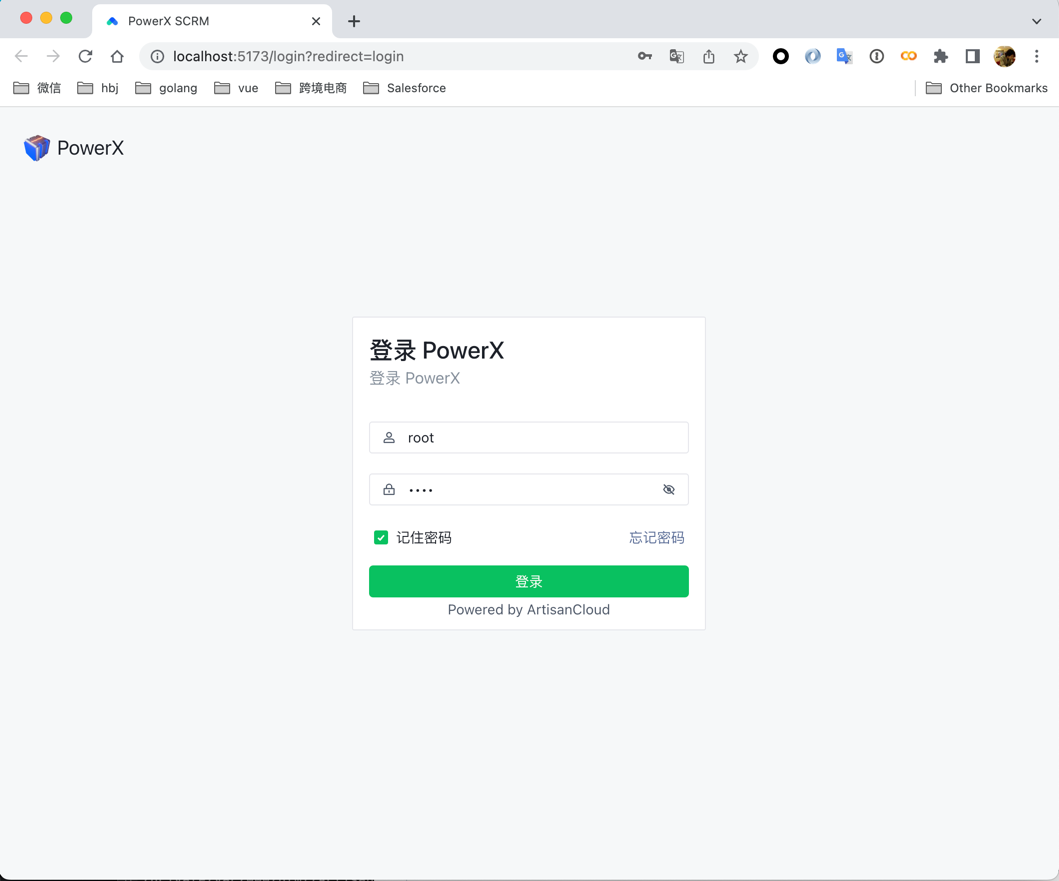 PowerX SCRM
localhost:5173/login?redirect=login
微信 hbj golang vue 跨境电商 Salesforce Other Bookmarks
PowerX
登录 PowerX
登录 PowerX
root
••••
记住密码 忘记密码
登录
Powered by ArtisanCloud